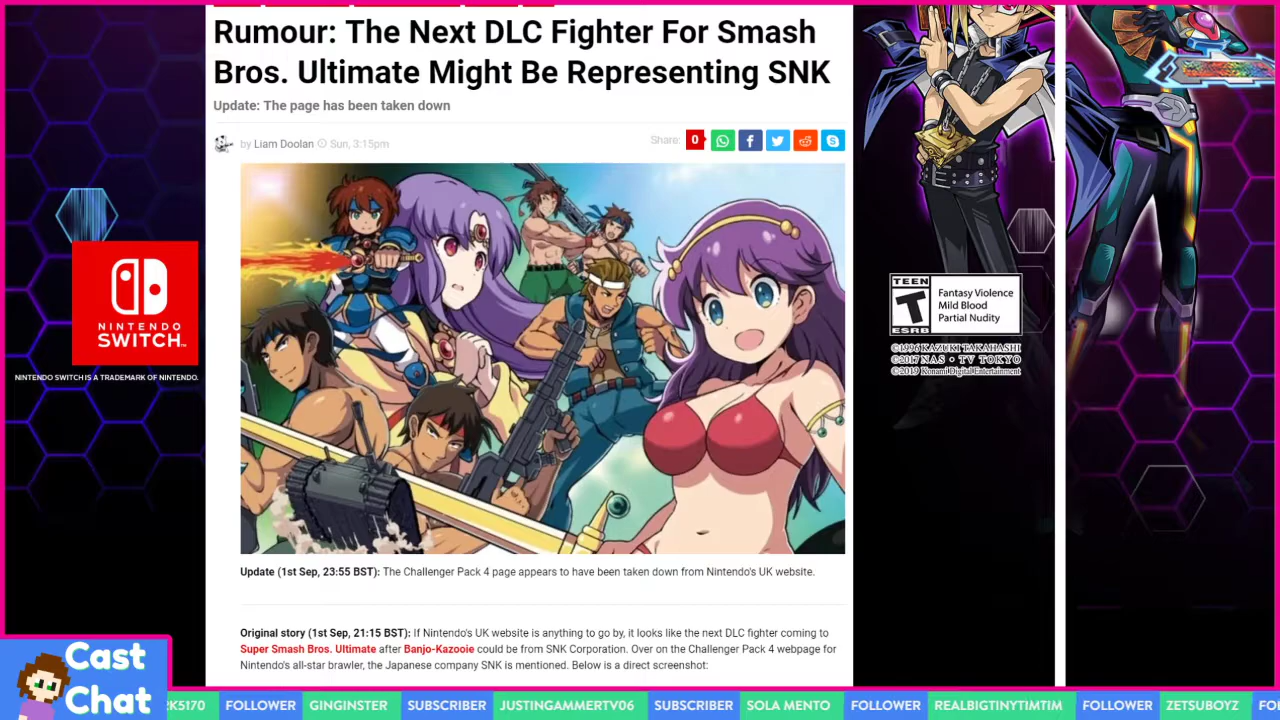 Rumour: The Next DLC Fighter For Smash
Bros. Ultimate Might Be Representing SNK
Update: The page has been taken down
by Liam Doolan Sun, 3:15pm
Share: 0
NINTENDO
SWITCH™
NINTENDO SWITCH IS A TRADEMARK OF NINTENDO.
TEEN
T
ESRB
Fantasy Violence
Mild Blood
Partial Nudity
©1996 KAZUKI TAKAHASHI
©2017 NAS • TV TOKYO
©2019 Konami Digital Entertainment
Update (1st Sep, 23:55 BST): The Challenger Pack 4 page appears to have been taken down from Nintendo's UK website.
Original story (1st Sep, 21:15 BST): If Nintendo's UK website is anything to go by, it looks like the next DLC fighter coming to
Super Smash Bros. Ultimate after Banjo-Kazooie could be from SNK Corporation. Over on the Challenger Pack 4 webpage for
Nintendo's all-star brawler, the Japanese company SNK is mentioned. Below is a direct screenshot:
Cast
Chat
K5170 FOLLOWER GINGINSTER SUBSCRIBER JUSTINGAMMERTV06 SUBSCRIBER SOLA MENTO FOLLOWER REALBIGTINYTIMTIM FOLLOWER ZETSUBOYZ FO